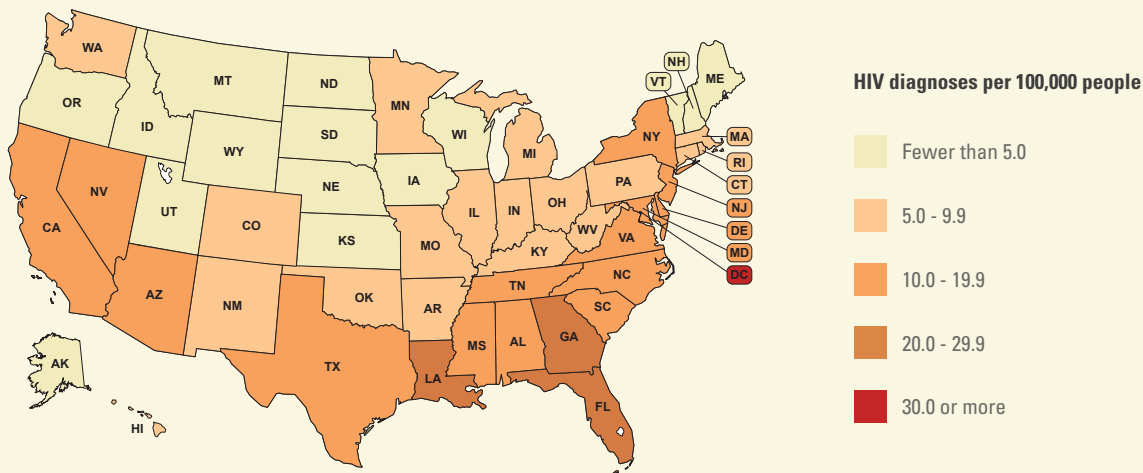 WA
MT
ND
MN
OR
ID
SD
WI
WY
MI
NE
IA
NV
UT
CO
KS
CA
AZ
NM
OK
MO
AR
IL
IN
OH
KY
WV
PA
NY
VT
NH
ME
MA
RI
CT
NJ
DE
MD
DC
VA
NC
TN
SC
MS
AL
GA
TX
LA
FL
AK
HI
HIV diagnoses per 100,000 people
Fewer than 5.0
5.0 - 9.9
10.0 - 19.9
20.0 - 29.9
30.0 or more